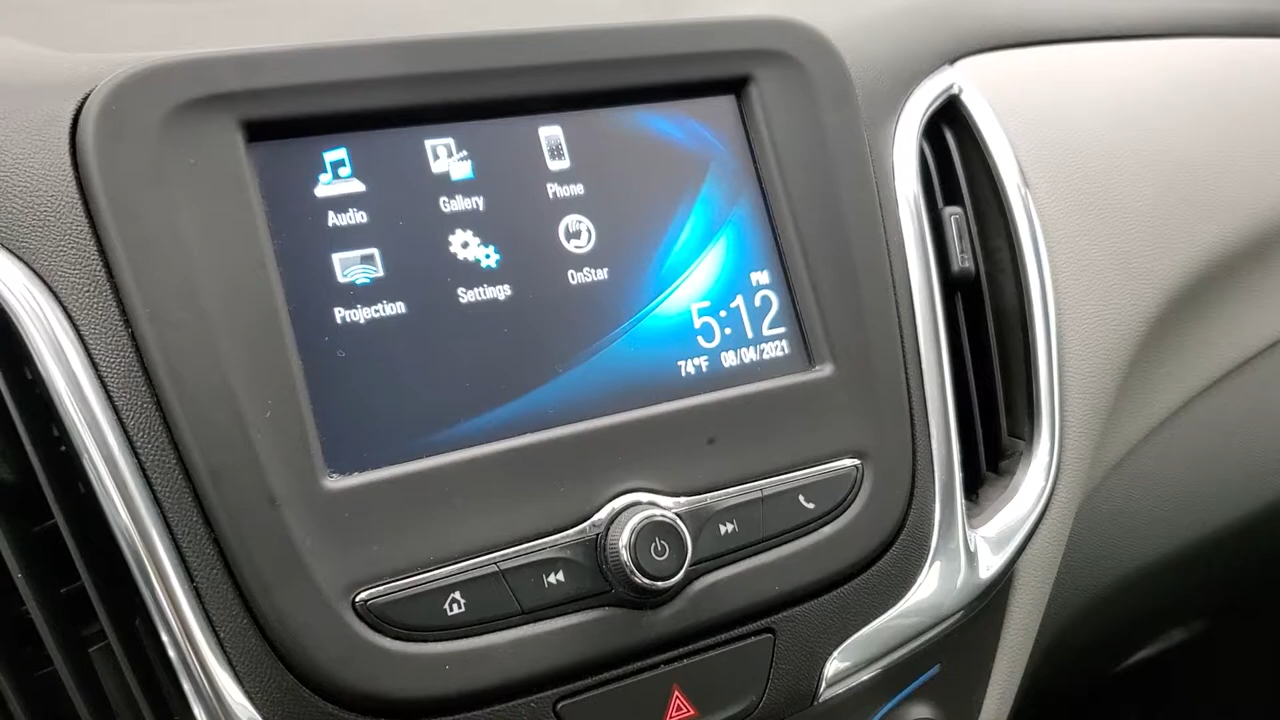 Audio
Gallery
Phone
Projection
Settings
OnStar
PM
5:12
74°F 08/04/2021